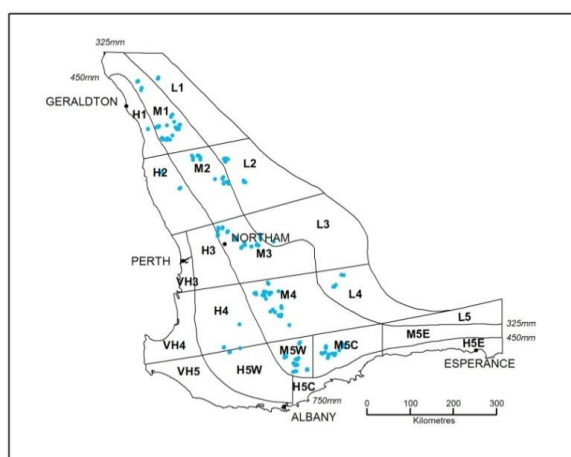 325mm
450mm
L1
GERALDTON
M1
H1
M2
L2
H2
L3
NORTHAM
H3
M3
PERTH
VH3
M4
L4
H4
L5
325mm
M5E
VH4
M5W
M5C
H5E
450mm
ESPERANCE
VH5
H5W
H5C
750mm
ALBANY
0 100 200 300
Kilometres